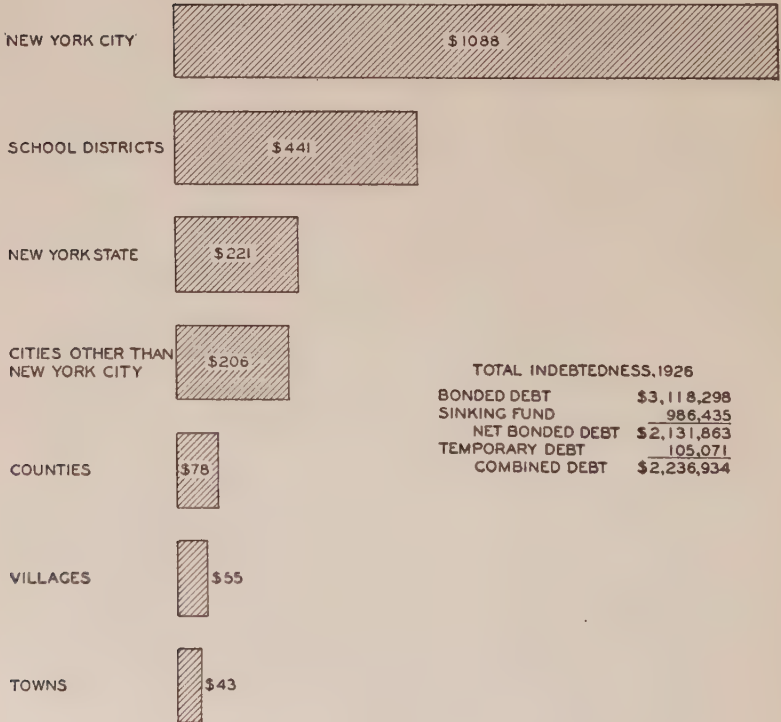 NEW YORK CITY
$1088
SCHOOL DISTRICTS
$441
NEW YORK STATE
$221
CITIES OTHER THAN
NEW YORK CITY
$206
TOTAL INDEBTEDNESS, 1926
BONDED DEBT $3,118,298
SINKING FUND 986,435
NET BONDED DEBT $2,131,863
TEMPORARY DEBT 105,071
COMBINED DEBT $2,236,934
COUNTIES
$78
VILLAGES
$55
TOWNS
$43